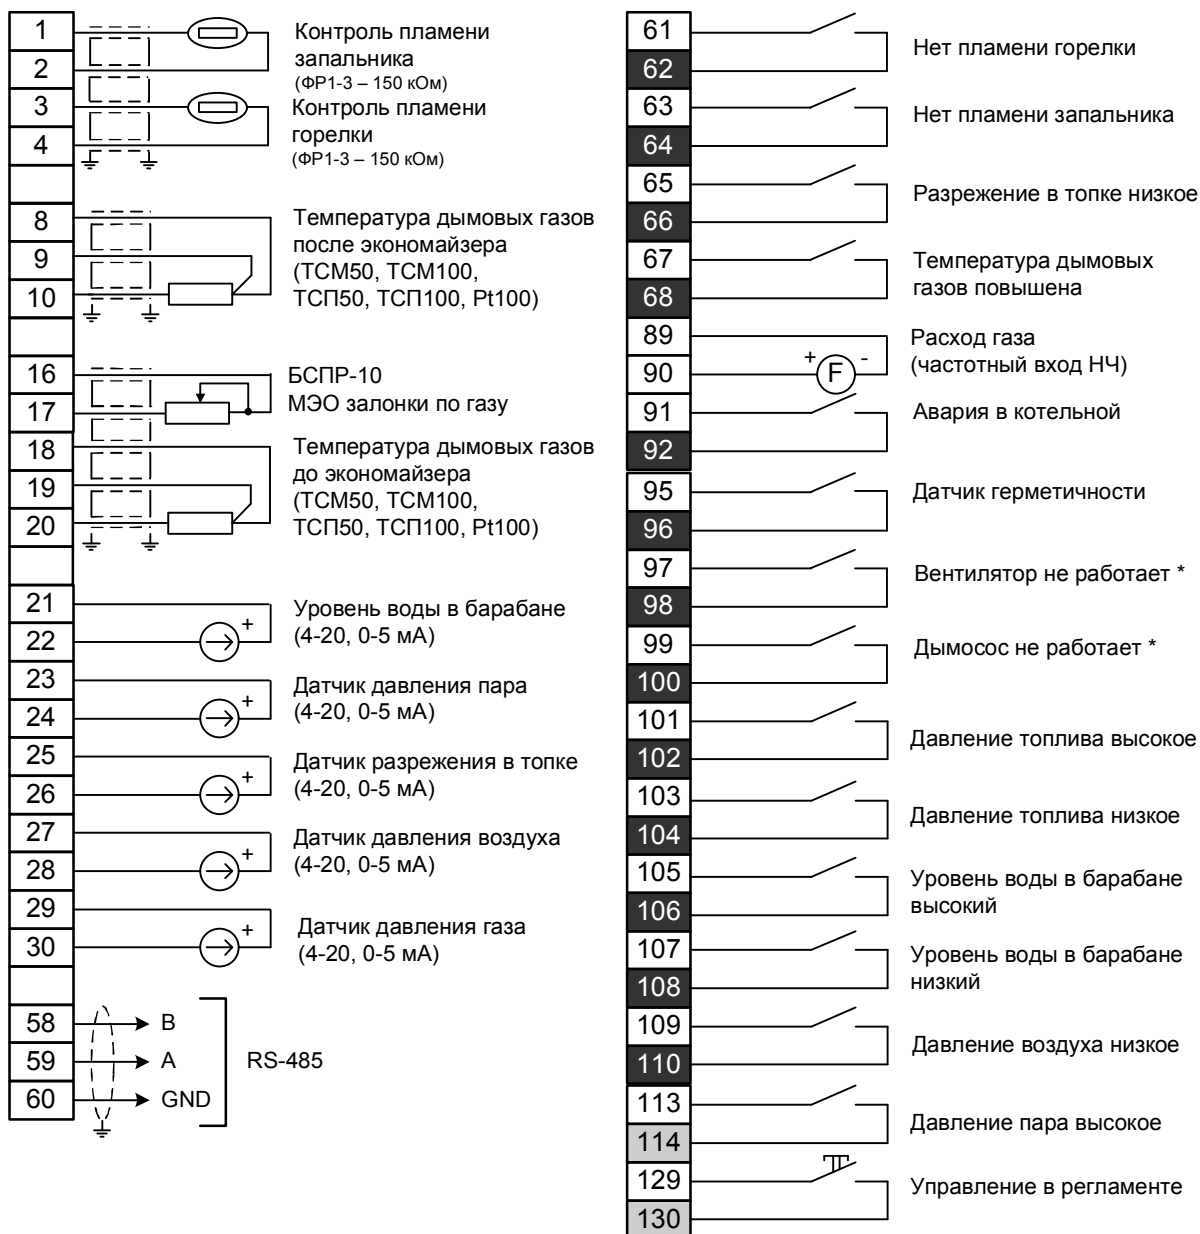 1
2
3
4
8
9
10
16
17
18
19
20
21
22
23
24
25
26
27
28
29
30
58
59
60
Контроль пламени
запальника
(ФР1-3 – 150 кОм)
Контроль пламени
горелки
(ФР1-3 – 150 кОм)
Температура дымовых газов
после экономайзера
(ТСМ50, ТСМ100,
ТСП50, ТСП100, Pt100)
БСПР-10
МЭО залонки по газу
Температура дымовых газов
до экономайзера
(ТСМ50, ТСМ100,
ТСП50, ТСП100, Pt100)
+
Уровень воды в барабане
(4-20, 0-5 мА)
+
Датчик давления пара
(4-20, 0-5 мА)
+
Датчик разрежения в топке
(4-20, 0-5 мА)
+
Датчик давления воздуха
(4-20, 0-5 мА)
+
Датчик давления газа
(4-20, 0-5 мА)
B
A
GND
RS-485
61
62
63
64
65
66
67
68
89
90
91
92
95
96
97
98
99
100
101
102
103
104
105
106
107
108
109
110
113
114
129
130
Нет пламени горелки
Нет пламени запальника
Разрежение в топке низкое
Температура дымовых
газов повышена
+ F -
Расход газа
(частотный вход НЧ)
Авария в котельной
Датчик герметичности
Вентилятор не работает *
Дымосос не работает *
Давление топлива высокое
Давление топлива низкое
Уровень воды в барабане
высокий
Уровень воды в барабане
низкий
Давление воздуха низкое
Давление пара высокое
Управление в регламенте